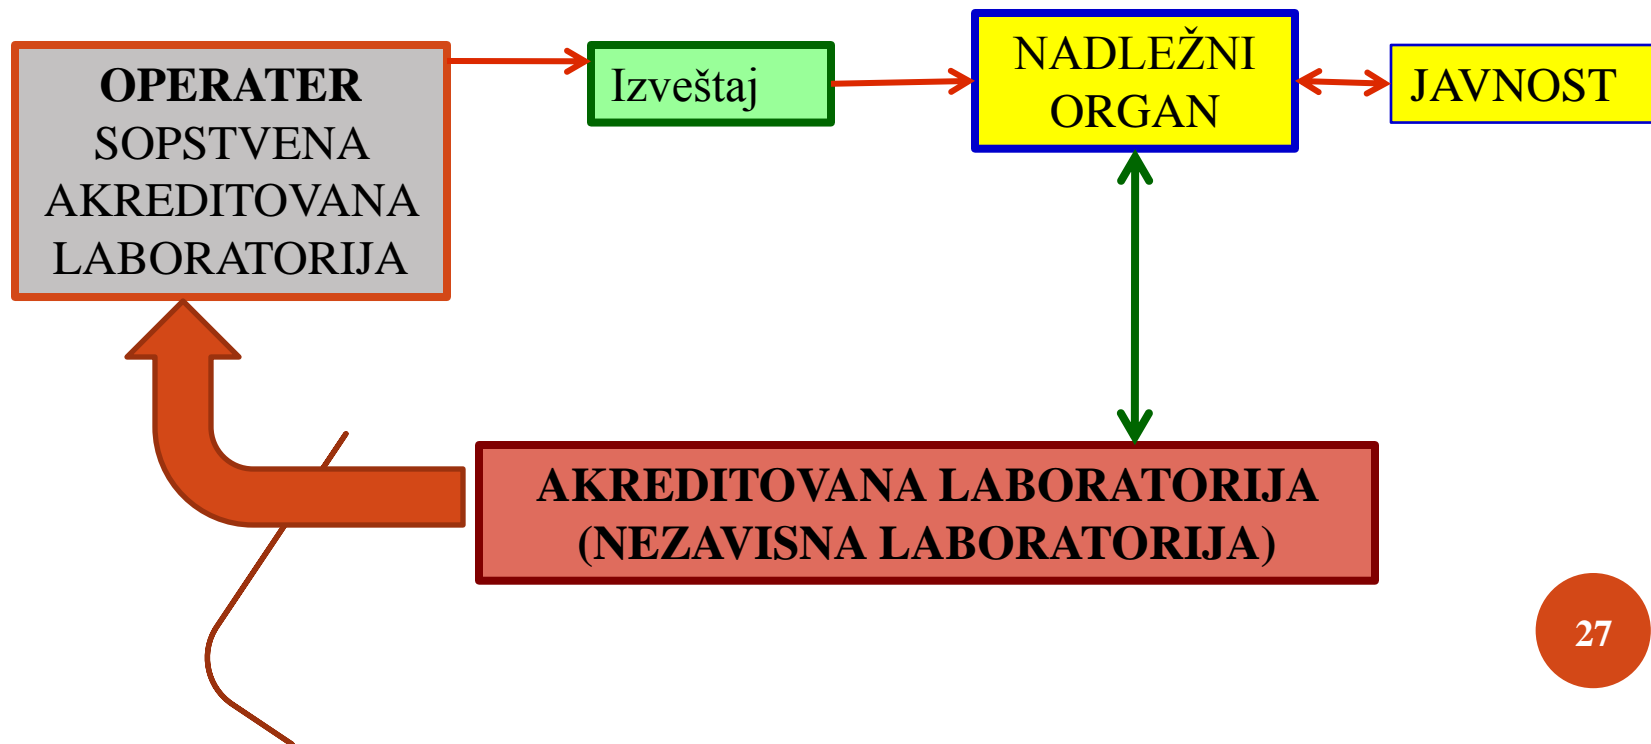 OPERATER
SOPSTVENA
AKREDITOVANA
LABORATORIJA
Izveštaj
NADLEŽNI
ORGAN
JAVNOST
AKREDITOVANA LABORATORIJA
(NEZAVISNA LABORATORIJA)
27